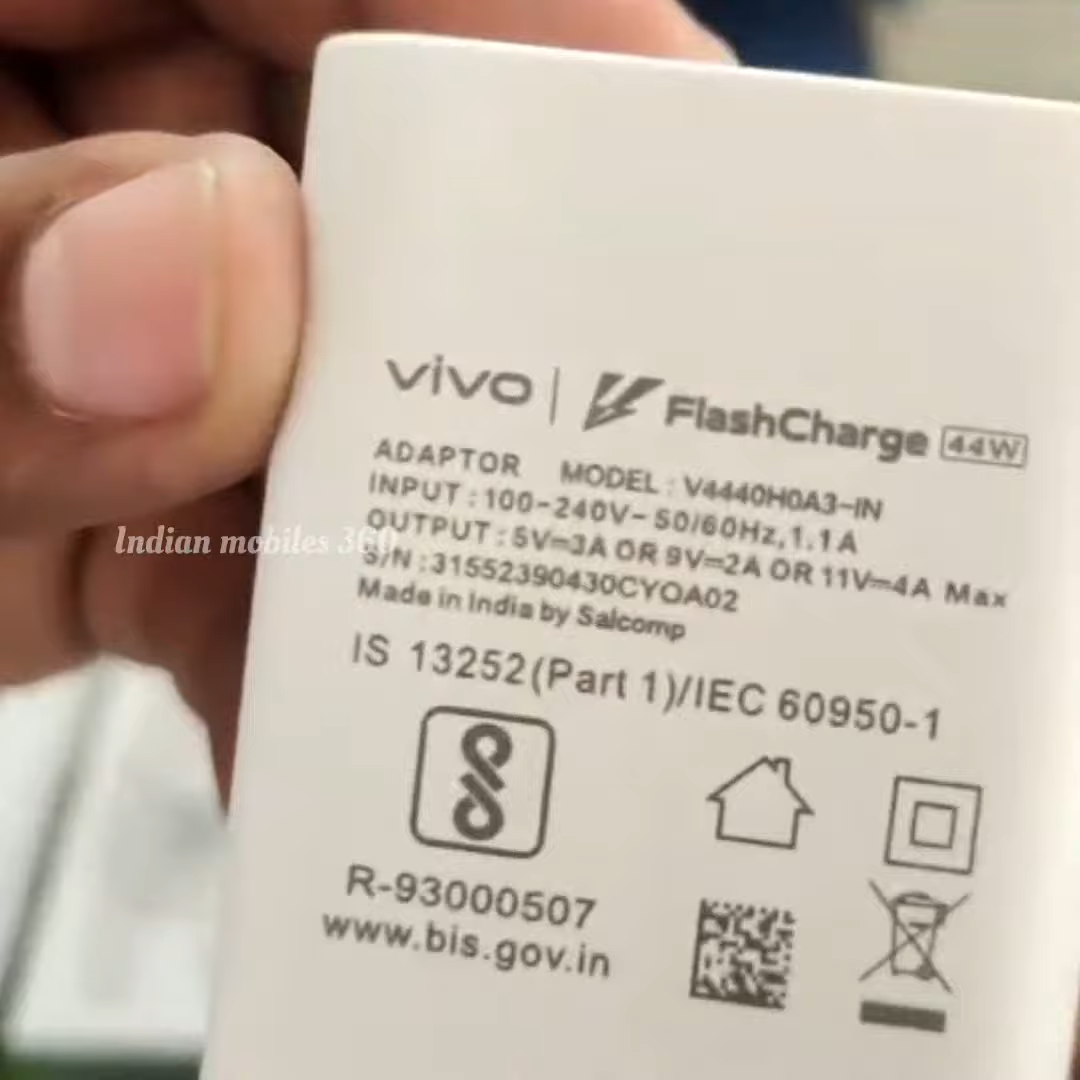 vivo | FlashCharge 44W
ADAPTOR MODEL : V4440H0A3-IN
INPUT : 100-240V~50/60Hz, 1.1A
OUTPUT : 5V⎓3A OR 9V⎓2A OR 11V⎓4A Max
S/N : 31552390430CYOA02
Made in India by Salcomp
IS 13252(Part 1)/IEC 60950-1
R-93000507
www.bis.gov.in
Indian mobiles 360